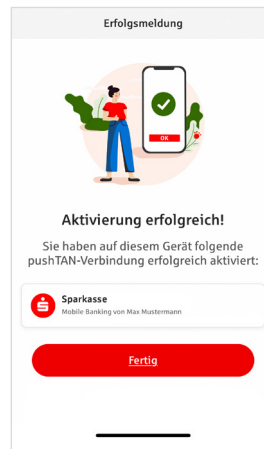 Erfolgsmeldung
OK
Aktivierung erfolgreich!
Sie haben auf diesem Gerät folgende
pushTAN-Verbindung erfolgreich aktiviert:
Sparkasse
Mobile Banking von Max Mustermann
Fertig